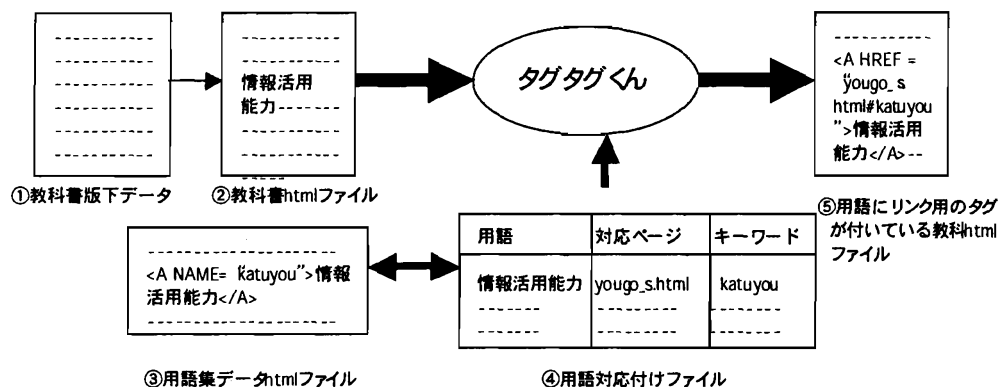 情報活用
能力
タグタグくん
<A HREF =
“yougo_s.
html#katuyou
”>情報活用
能力</A>--
①教科書版下データ
②教科書htmlファイル
⑤用語にリンク用のタグ
が付いている教科html
ファイル
<A NAME= “katuyou”>情報
活用能力</A>
用語 対応ページ キーワード
情報活用能力 yougo_s.html katuyou
③用語集データhtmlファイル
④用語対応付けファイル